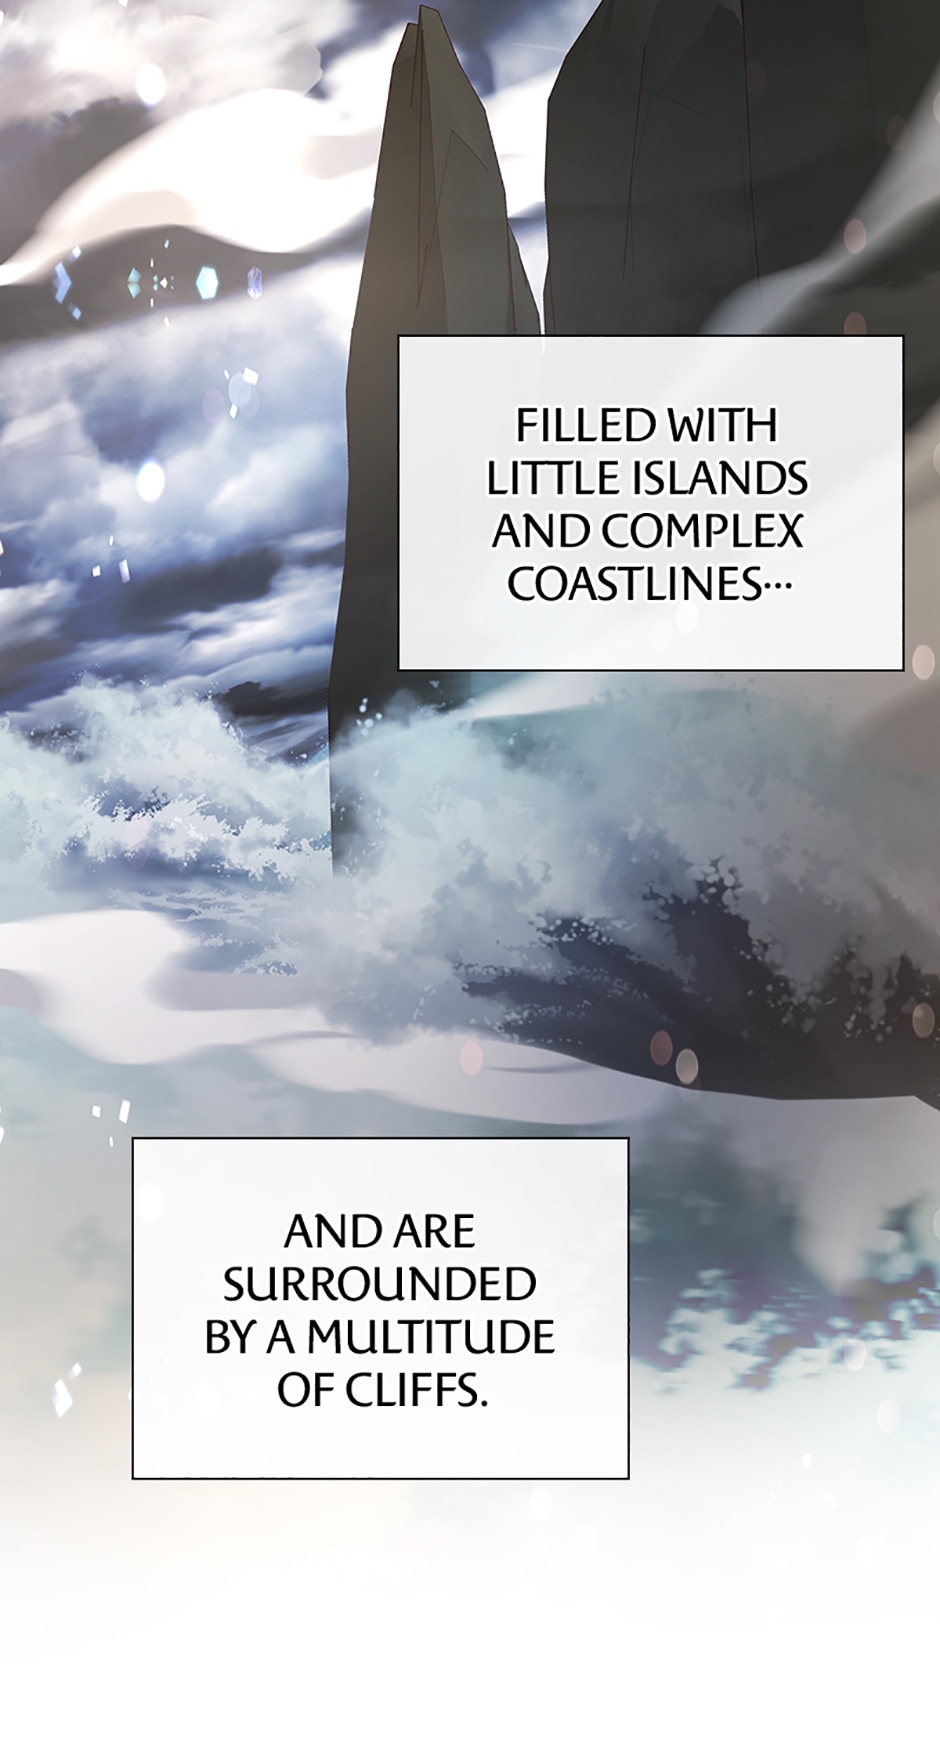 FILLED WITH
LITTLE ISLANDS
AND COMPLEX
COASTLINES...
AND ARE
SURROUNDED
BY A MULTITUDE
OF CLIFFS.